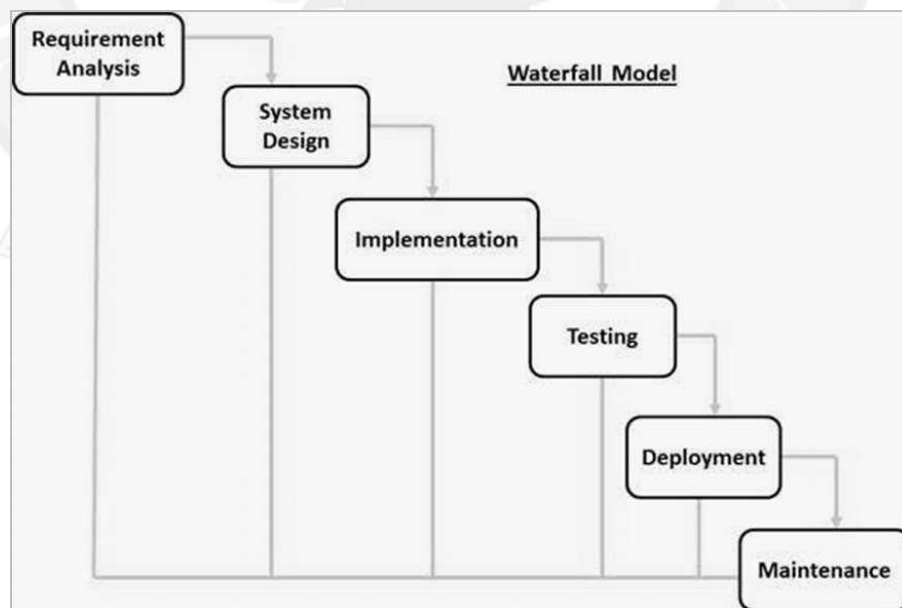 Requirement
Analysis
Waterfall Model
System
Design
Implementation
Testing
Deployment
Maintenance